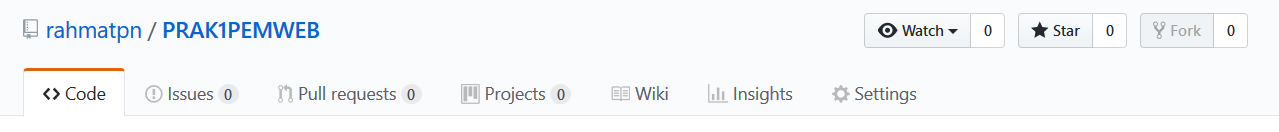 rahmatpn / PRAK1PEMWEB Watch 0 Star 0 Fork 0
Code Issues 0 Pull requests 0 Projects 0 Wiki Insights Settings